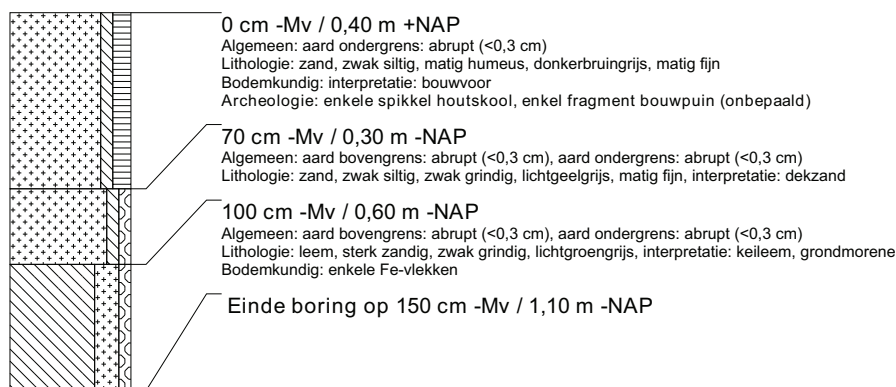 0 cm -Mv / 0,40 m +NAP
Algemeen: aard ondergrens: abrupt (<0,3 cm)
Lithologie: zand, zwak siltig, matig humeus, donkerbruingrijs, matig fijn
Bodemkundig: interpretatie: bouwvoor
Archeologie: enkele spikkel houtskool, enkel fragment bouwpuin (onbepaald)
70 cm -Mv / 0,30 m -NAP
Algemeen: aard bovengrens: abrupt (<0,3 cm), aard ondergrens: abrupt (<0,3 cm)
Lithologie: zand, zwak siltig, zwak grindig, lichtgeelgrijs, matig fijn, interpretatie: dekzand
100 cm -Mv / 0,60 m -NAP
Algemeen: aard bovengrens: abrupt (<0,3 cm), aard ondergrens: abrupt (<0,3 cm)
Lithologie: leem, sterk zandig, zwak grindig, lichtgroengrijs, interpretatie: keileem, grondmorene
Bodemkundig: enkele Fe-vlekken
Einde boring op 150 cm -Mv / 1,10 m -NAP